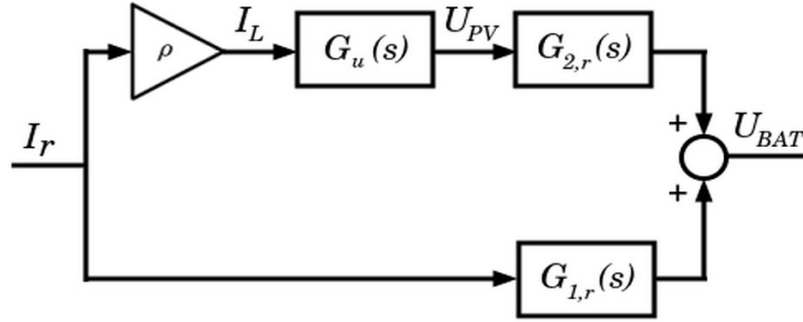 ρ
I_L
G_u(s)
U_PV
G_2,r(s)
+
U_BAT
I_r
+
G_1,r(s)